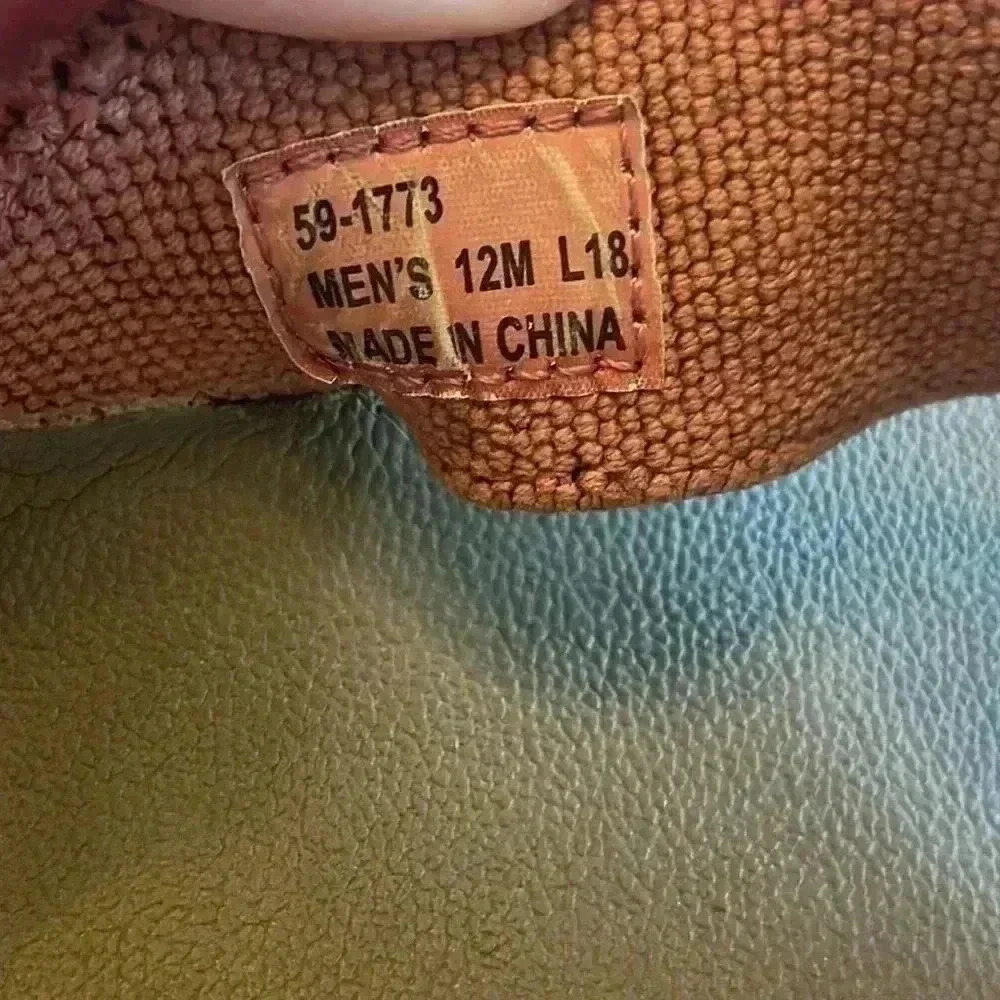 59-1773
MEN'S 12M L18.
MADE IN CHINA